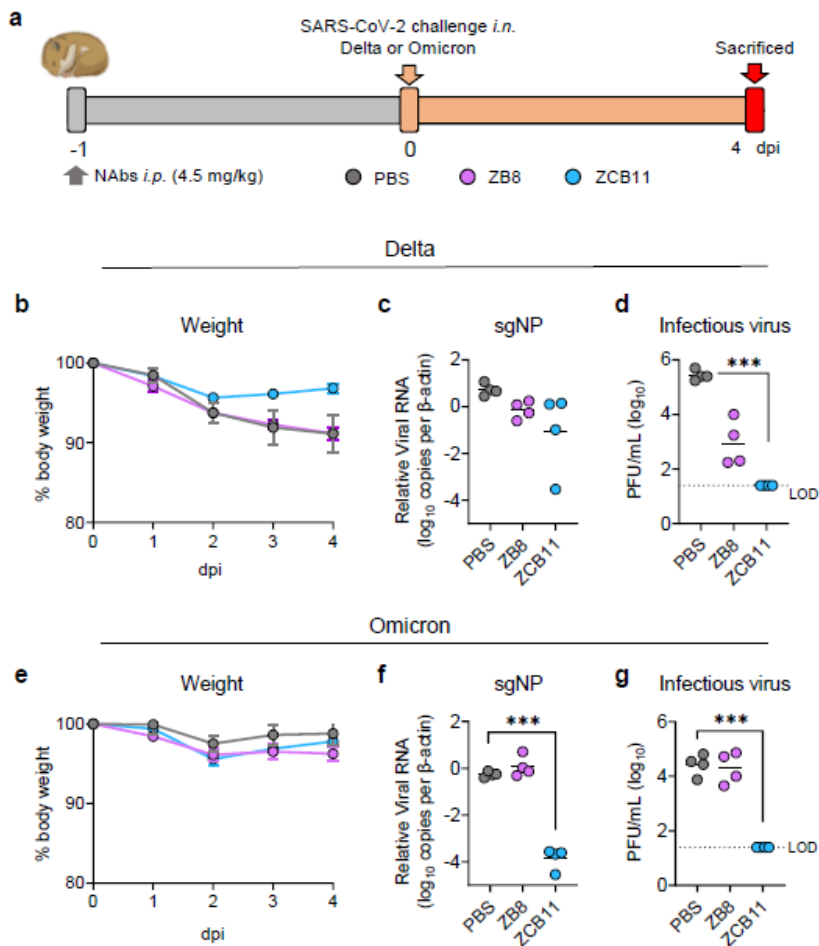 a
SARS-CoV-2 challenge i.n.
Delta or Omicron
Sacrificed
-1
0
4
dpi
NAbs i.p. (4.5 mg/kg)
PBS
ZB8
ZCB11
Delta
b
Weight
% body weight
100
90
80
0
1
2
3
4
dpi
c
sgNP
Relative Viral RNA
(log10 copies per β-actin)
2
0
-2
-4
PBS
ZB8
ZCB11
d
Infectious virus
PFU/mL (log10)
6
4
2
0
***
LOD
PBS
ZB8
ZCB11
Omicron
e
Weight
% body weight
100
90
80
0
1
2
3
4
dpi
f
sgNP
Relative Viral RNA
(log10 copies per β-actin)
2
0
-2
-4
***
PBS
ZB8
ZCB11
g
Infectious virus
PFU/mL (log10)
6
4
2
0
***
LOD
PBS
ZB8
ZCB11